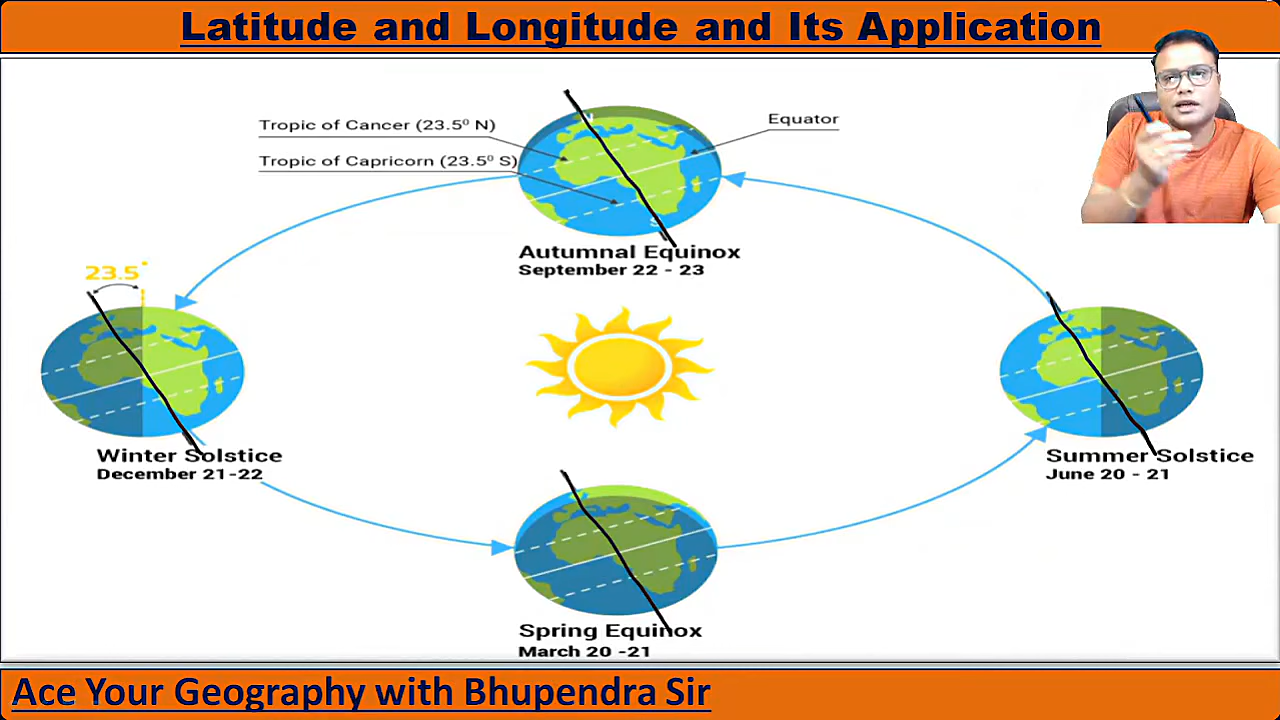 Latitude and Longitude and Its Application
Tropic of Cancer (23.5⁰ N)
Equator
Tropic of Capricorn (23.5⁰ S)
N
S
Autumnal Equinox
September 22 - 23
23.5°
Winter Solstice
December 21-22
Summer Solstice
June 20 - 21
Spring Equinox
March 20 -21
Ace Your Geography with Bhupendra Sir